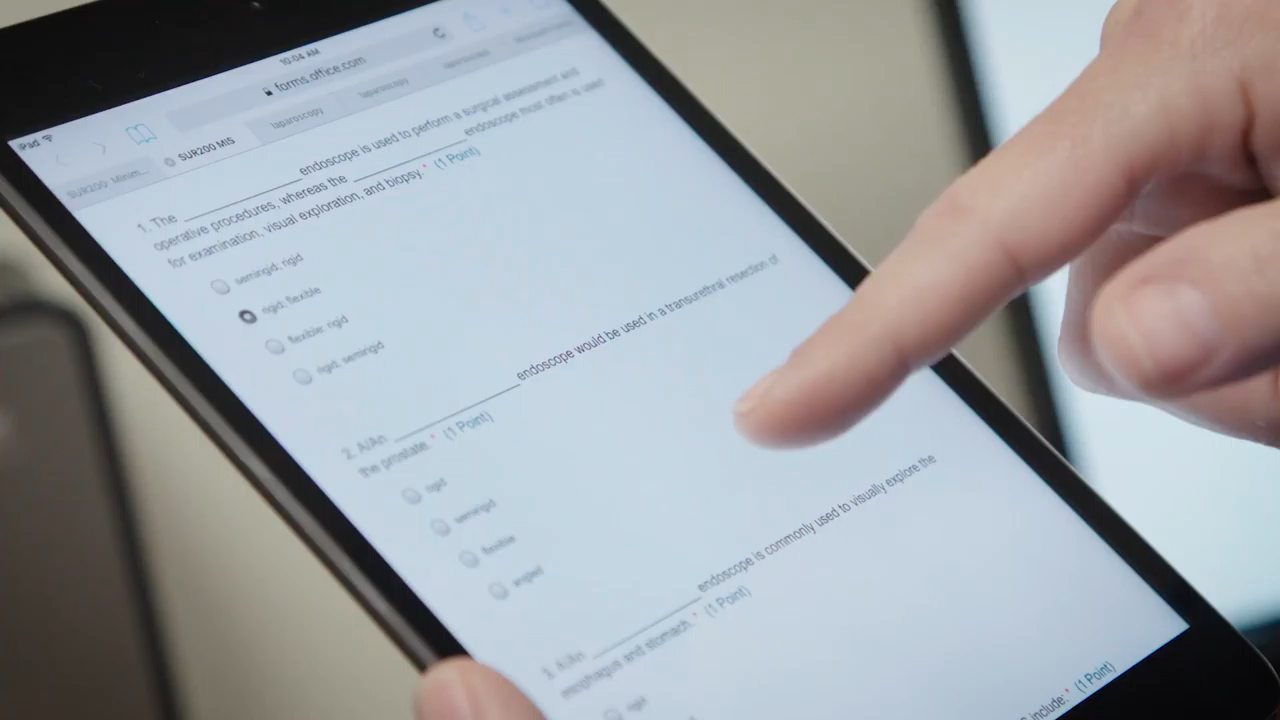 iPad 10:04 AM
forms.office.com
SUR200: Minim... SUR200 MIS laparoscopy laparoscopy
1. The ____________ endoscope is used to perform a surgical assessment and
operative procedures, whereas the ____________ endoscope most often is used
for examination, visual exploration, and biopsy. * (1 Point)
semirigid; rigid
rigid; flexible
flexible; rigid
rigid; semirigid
2. A/An ____________ endoscope would be used in a transurethral resection of
the prostate. * (1 Point)
rigid
semirigid
flexible
angled
3. A/An ____________ endoscope is commonly used to visually explore the
esophagus and stomach. * (1 Point)
rigid
include: * (1 Point)